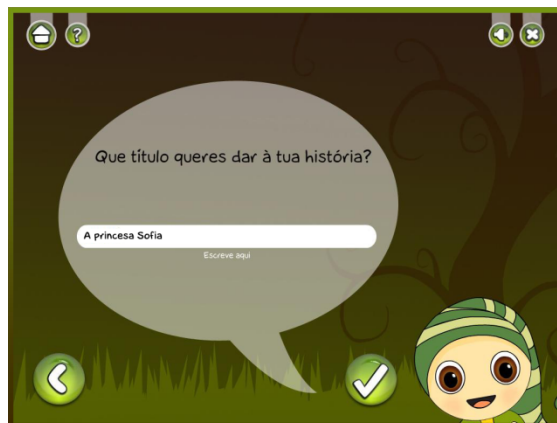 Que título queres dar à tua história?
A princesa Sofia
Escreve aqui